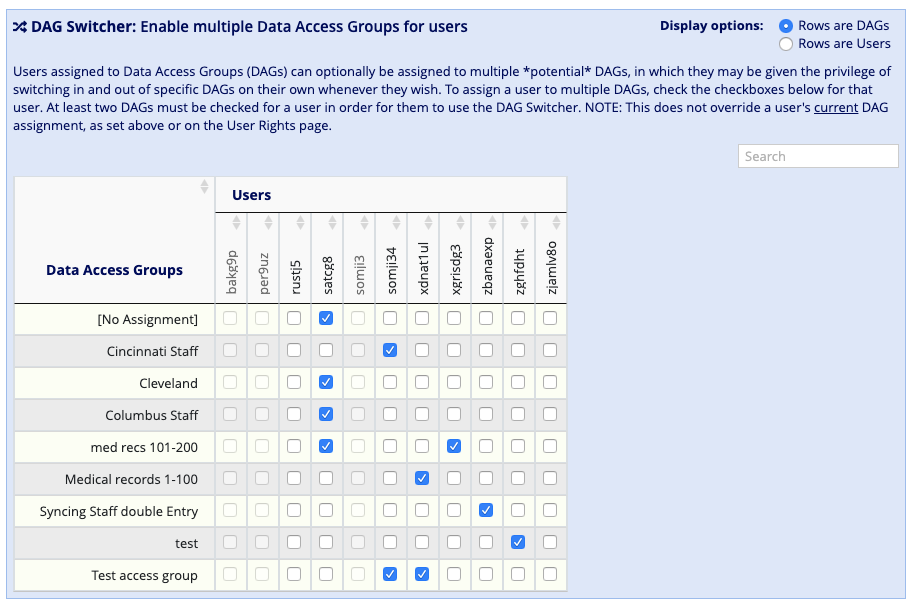 DAG Switcher: Enable multiple Data Access Groups for users
Display options:
Rows are DAGs
Rows are Users
Users assigned to Data Access Groups (DAGs) can optionally be assigned to multiple *potential* DAGs, in which they may be given the privilege of
switching in and out of specific DAGs on their own whenever they wish. To assign a user to multiple DAGs, check the checkboxes below for that
user. At least two DAGs must be checked for a user in order for them to use the DAG Switcher. NOTE: This does not override a user's current DAG
assignment, as set above or on the User Rights page.
Search
Data Access Groups
Users
bakg9p
per9uz
rustj5
satcg8
somji3
somji34
xdnat1ul
xgrisdg3
zbanaexp
zghfdht
zjamlv8o
[No Assignment]
Cincinnati Staff
Cleveland
Columbus Staff
med recs 101-200
Medical records 1-100
Syncing Staff double Entry
test
Test access group